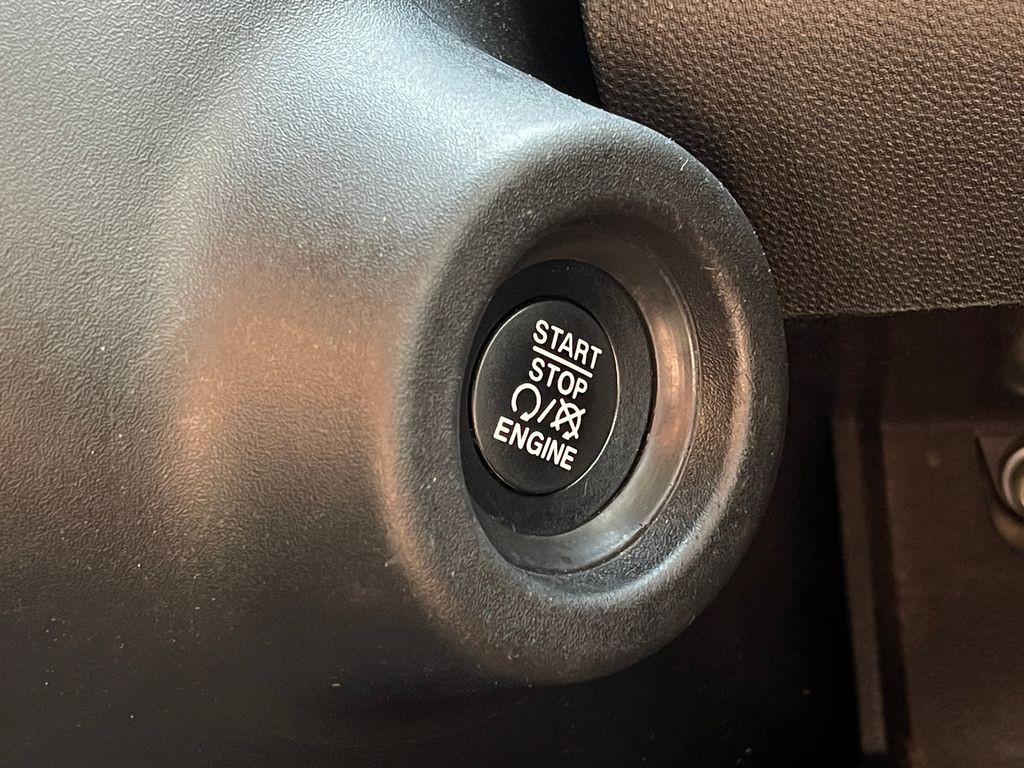 START
STOP
/
ENGINE